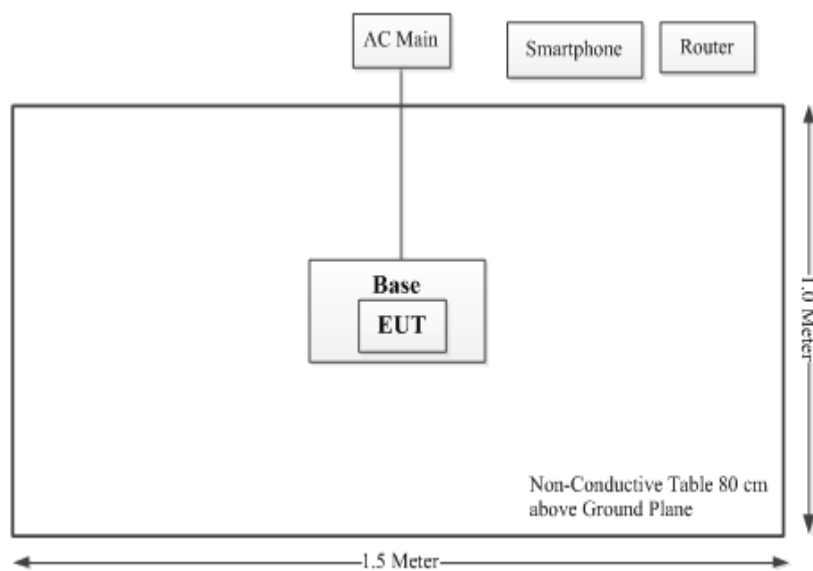 AC Main
Smartphone
Router
Base
EUT
1.0 Meter
Non-Conductive Table 80 cm
above Ground Plane
1.5 Meter